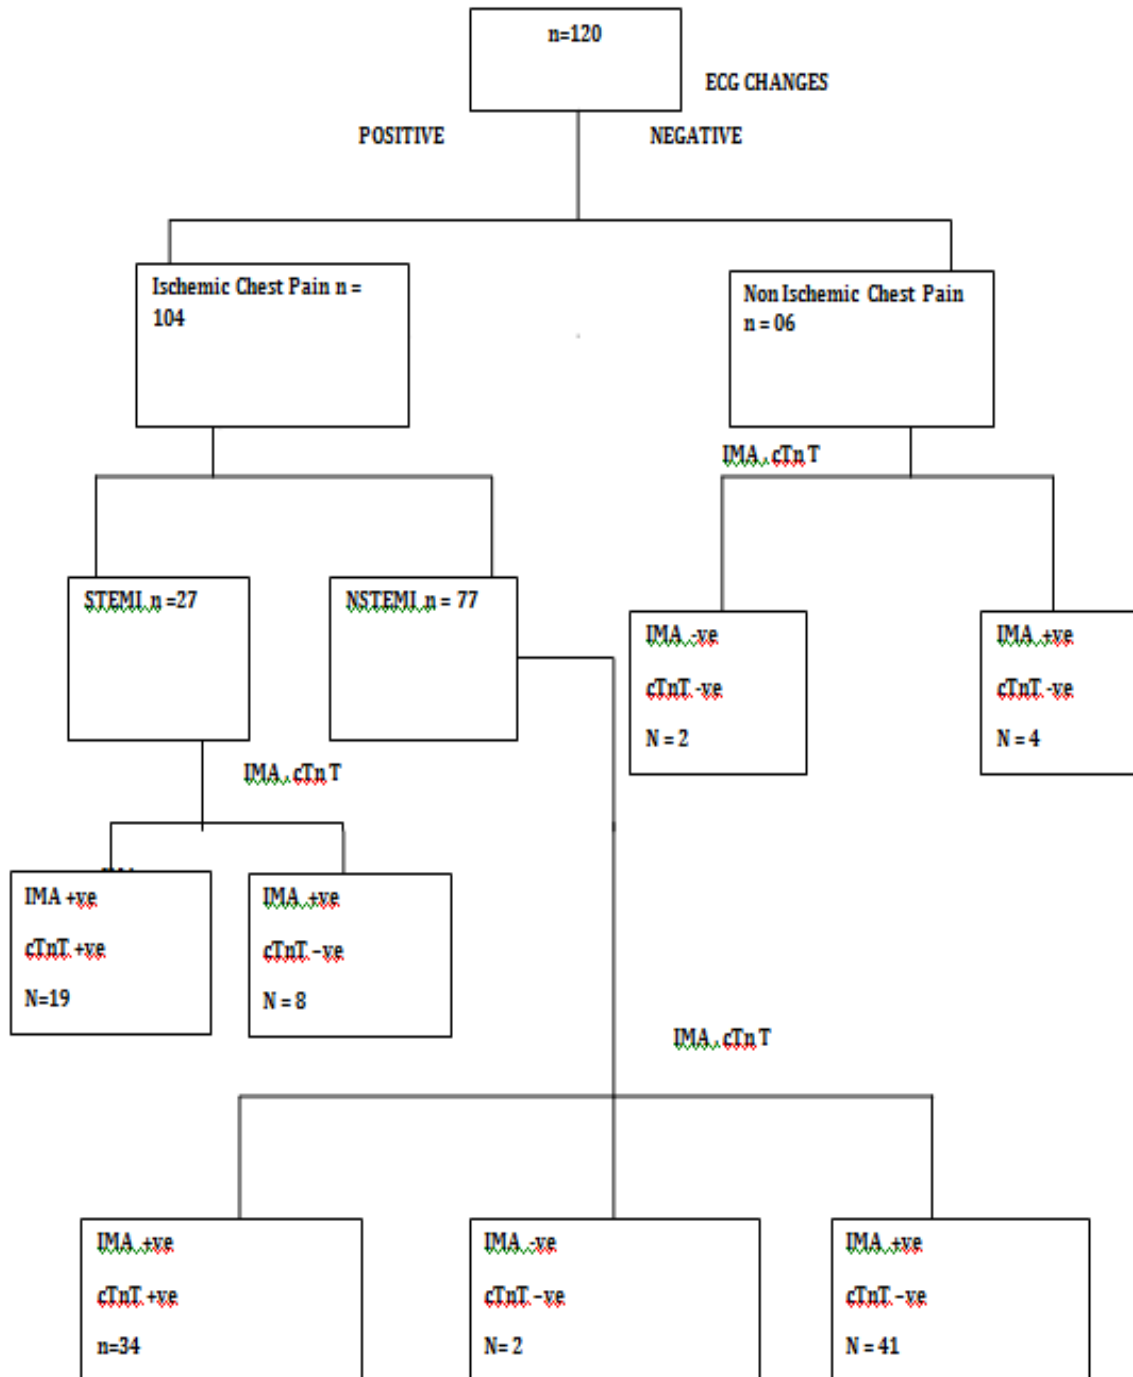 n=120
ECG CHANGES
POSITIVE
NEGATIVE
Ischemic Chest Pain n =
104
Non Ischemic Chest Pain
n = 06
IMA , cTn T
STEMI n =27
NSTEMI n = 77
IMA -ve
cTnT -ve
N = 2
IMA +ve
cTnT -ve
N = 4
IMA , cTn T
IMA +ve
cTnT +ve
N=19
IMA +ve
cTnT –ve
N = 8
IMA , cTn T
IMA +ve
cTnT +ve
n=34
IMA -ve
cTnT –ve
N= 2
IMA +ve
cTnT –ve
N = 41